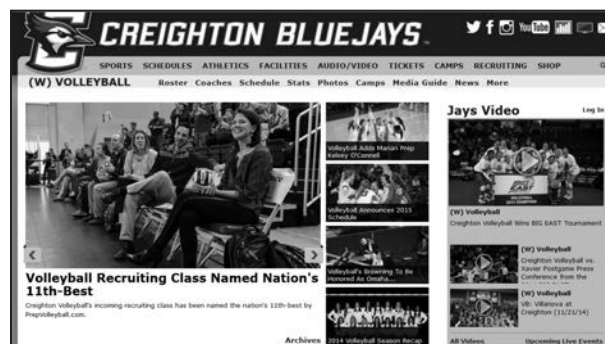 CREIGHTON BLUEJAYS
You Tube
SPORTS SCHEDULES ATHLETICS FACILITIES AUDIO/VIDEO TICKETS CAMPS RECRUITING SHOP
(W) VOLLEYBALL Roster Coaches Schedule Stats Photos Camps Media Guide News More
Volleyball Adds Marian Prep
Kelsey O'Connell
Volleyball Announces 2015
Schedule
Volleyball's Browning To Be
Honored As Omaha...
2014 Volleyball Season Recap
Volleyball Recruiting Class Named Nation's
11th-Best
Creighton Volleyball's incoming recruiting class has been named the nation's 11th-best by
PrepVolleyball.com.
Archives
Jays Video Log In
BIG
EAST
(W) Volleyball
Creighton Volleyball Wins BIG EAST Tournament
(W) Volleyball
Creighton Volleyball vs.
Xavier Postgame Press
Conference from the
(W) Volleyball
VB: Villanova at
Creighton (11/21/14)
All Videos Upcoming Live Events